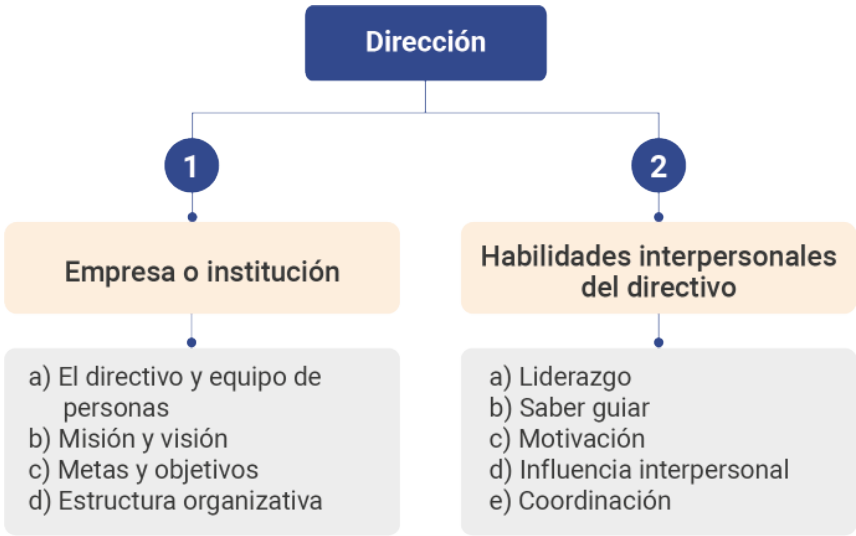 Dirección
1
Empresa o institución
a) El directivo y equipo de
personas
b) Misión y visión
c) Metas y objetivos
d) Estructura organizativa
2
Habilidades interpersonales
del directivo
a) Liderazgo
b) Saber guiar
c) Motivación
d) Influencia interpersonal
e) Coordinación